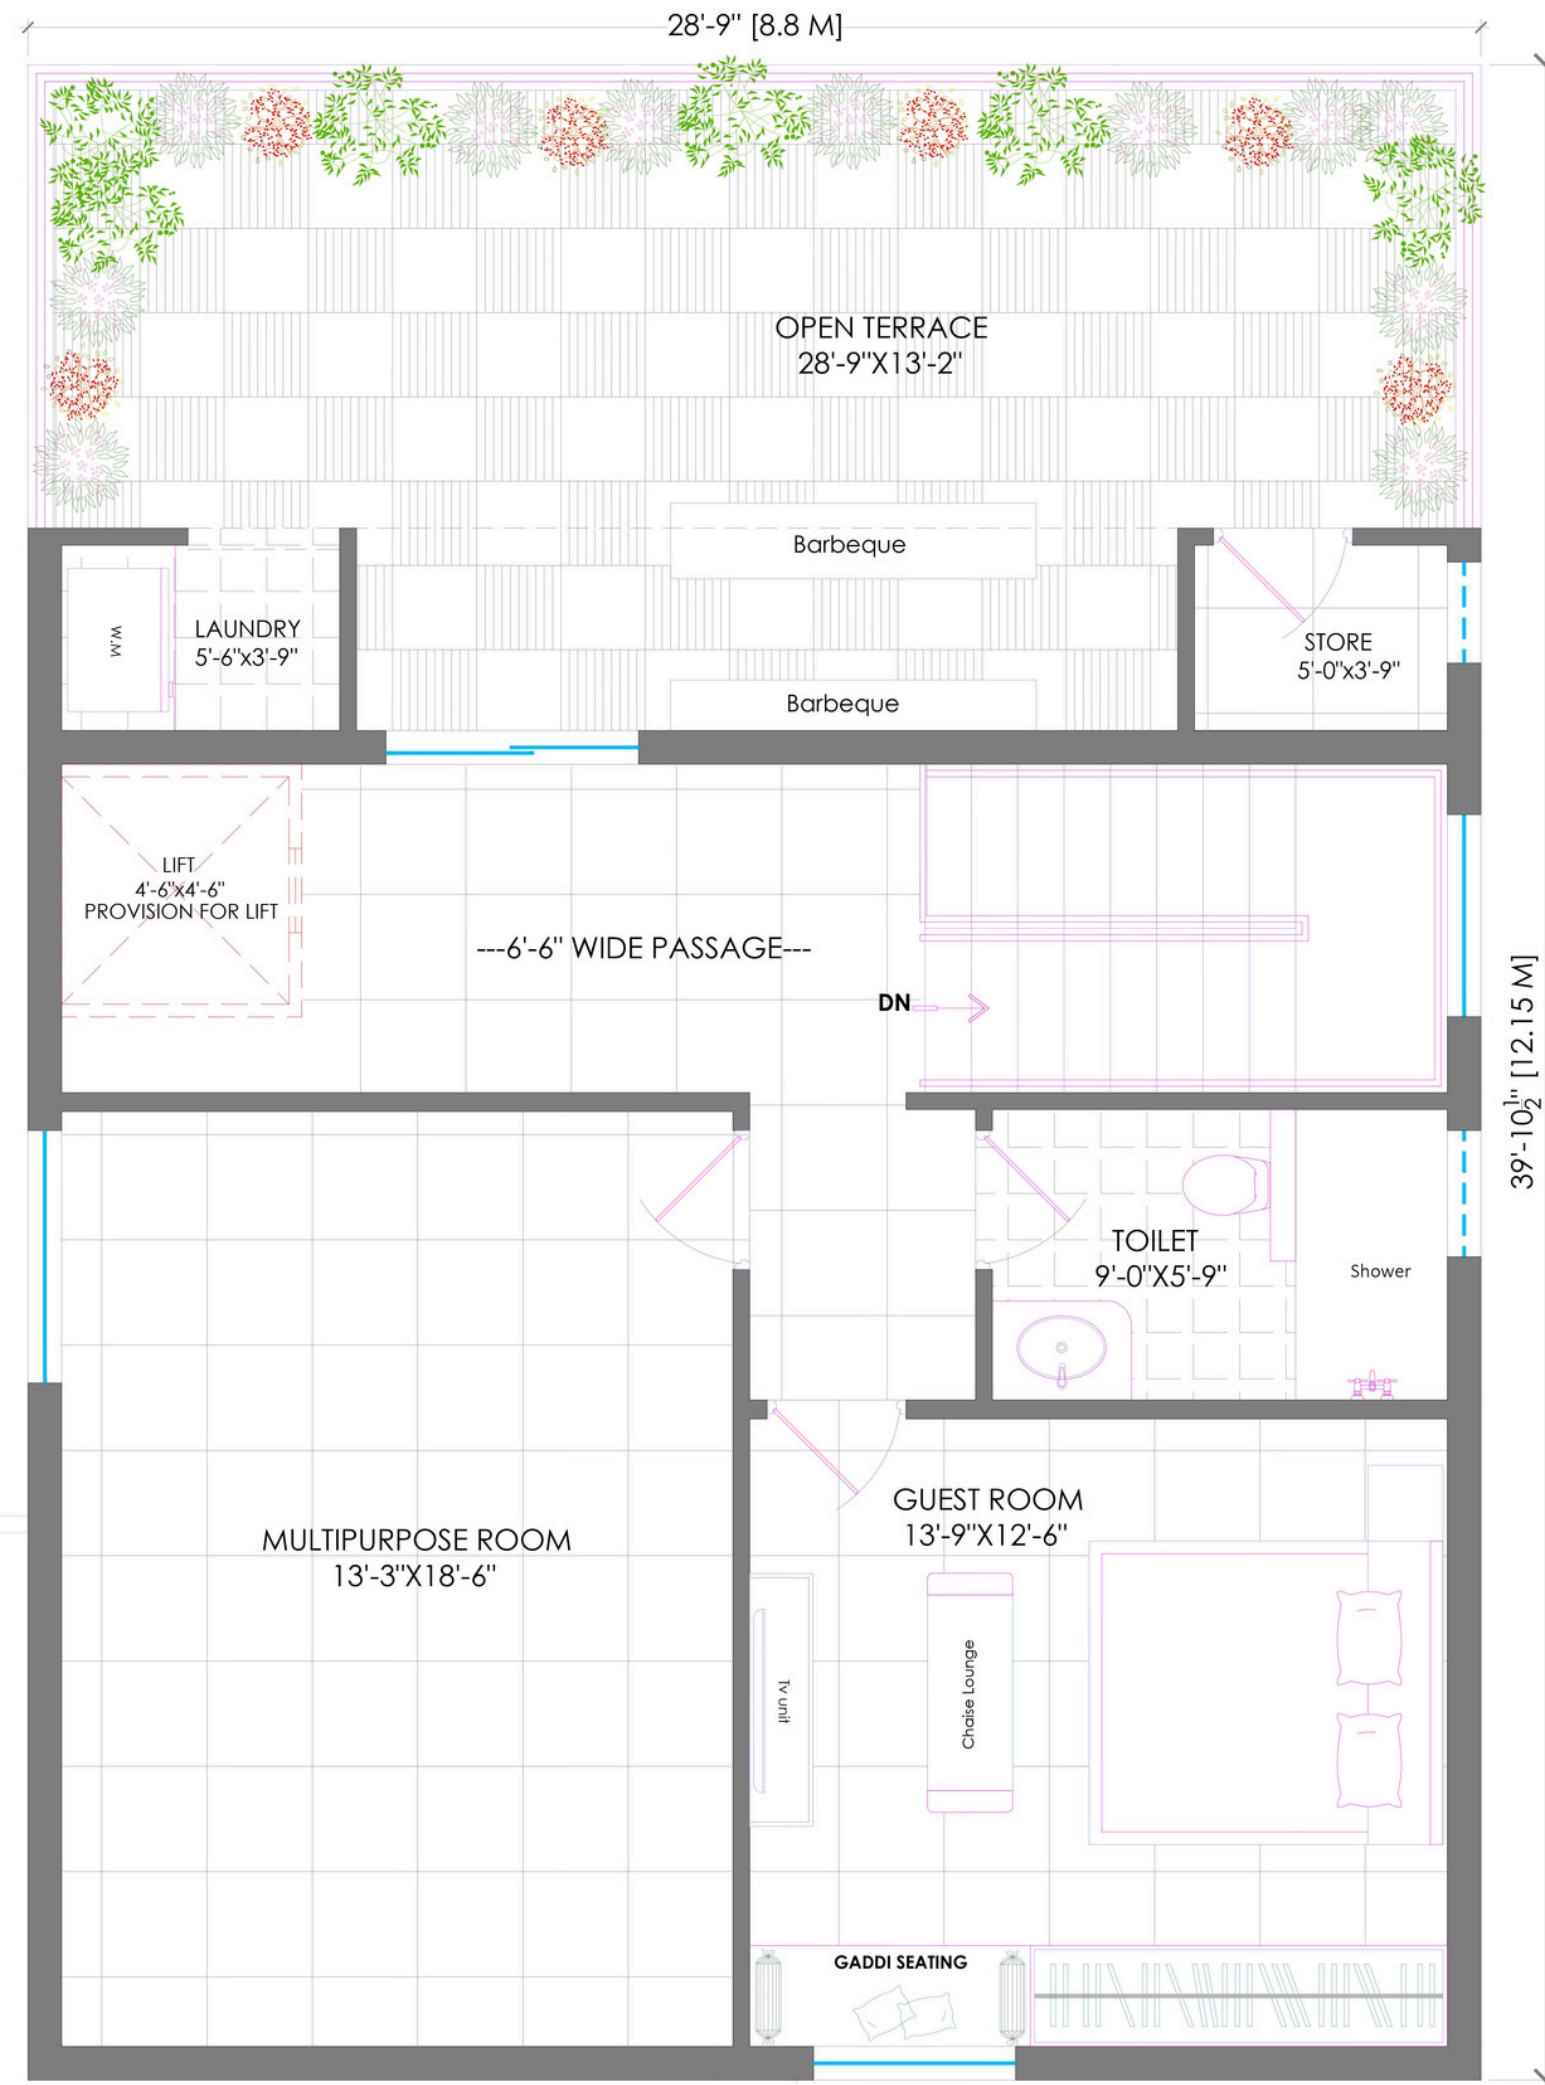 28'-9" [8.8 M]
OPEN TERRACE
28'-9"X13'-2"
Barbeque
LAUNDRY
5'-6"x3'-9"
W.M
STORE
5'-0"x3'-9"
Barbeque
LIFT
4'-6"x4'-6"
PROVISION FOR LIFT
---6'-6" WIDE PASSAGE---
DN
39'-10 1/2" [12.15 M]
TOILET
9'-0"X5'-9"
Shower
GUEST ROOM
13'-9"X12'-6"
MULTIPURPOSE ROOM
13'-3"X18'-6"
Tv unit
Chaise Lounge
GADDI SEATING